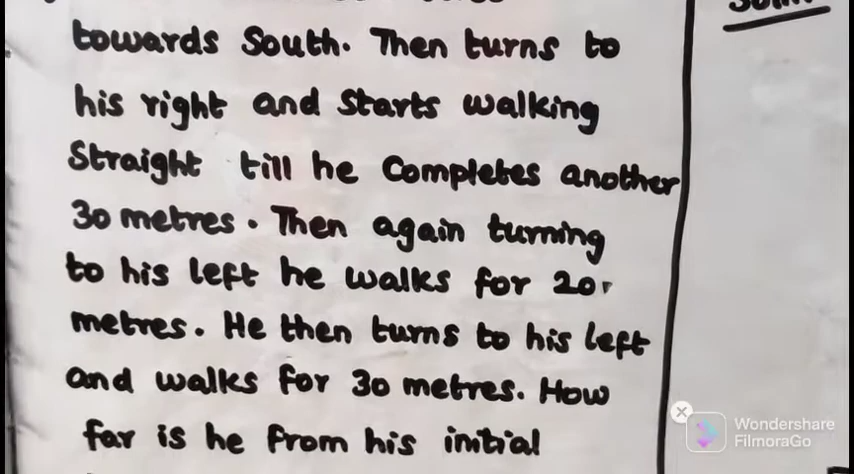 towards South. Then turns to
his right and starts walking
Straight till he Completes another
30 metres. Then again turning
to his left he walks for 20
metres. He then turns to his left
and walks for 30 metres. How
far is he from his initial
Wondershare
FilmoraGo